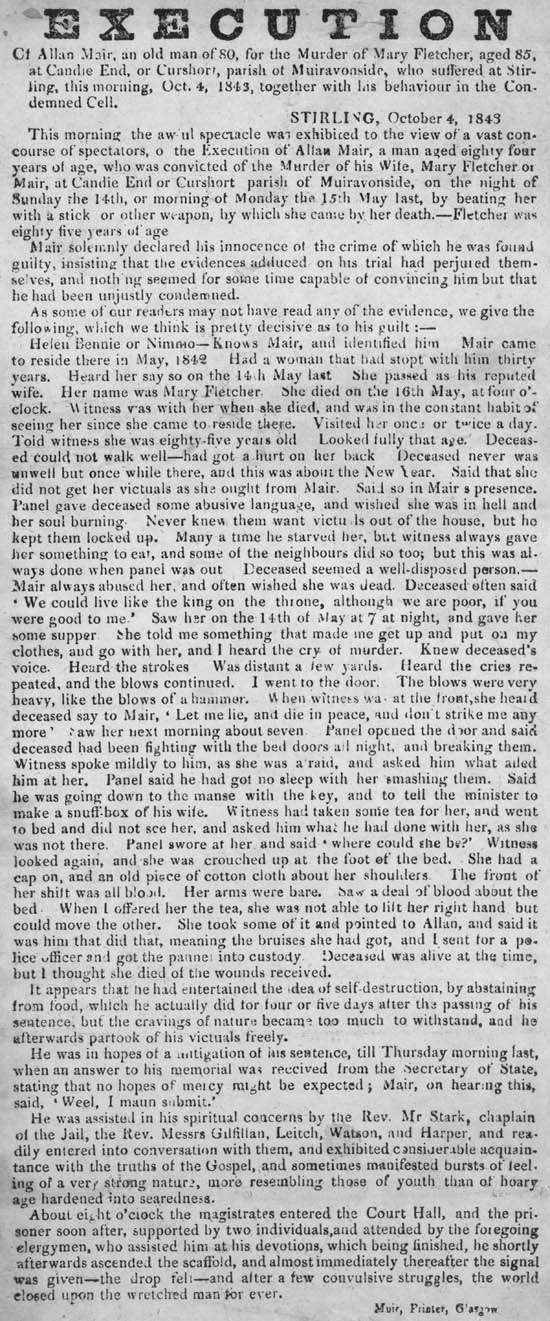 EXECUTION
Of Allan Mair, an old man of 80, for the Murder of Mary Fletcher, aged 85,
at Candie End, or Curshort, parish of Muiravonside, who suffered at Stir-
ling, this morning, Oct. 4, 1843, together with his behaviour in the Con-
demned Cell.
STIRLING, October 4, 1843
This morning the aw ul spectacle was exhibited to the view of a vast con-
course of spectators, o the Execution of Allan Mair, a man aged eighty four
years of age, who was convicted of the Murder of his Wife, Mary Fletcher or
Mair, at Candie End or Curshort parish of Muiravonside, on the night of
Sunday the 14th, or morning of Monday the 15th May last, by beating her
with a stick or other weapon, by which she came by her death.—Fletcher was
eighty five years of age
Mair solemnly declared his innocence of the crime of which he was found
guilty, insisting that the evidences adduced on his trial had perjured them-
selves, and noth ng seemed for some time capable of convincing him but that
he had been unjustly condemned.
As some of our readers may not have read any of the evidence, we give the
following, which we think is pretty decisive as to his guilt :—
Helen Bennie or Nimmo—Knows Mair, and identified him Mair came
to reside there in May, 1842 Had a woman that had stopt with him thirty
years. Heard her say so on the 14th May last She passed as his reputed
wife. Her name was Mary Fletcher. She died on the 16th May, at four o'-
clock. Witness was with her when she died, and was in the constant habit of
seeing her since she came to reside there. Visited her once or twice a day.
Told witness she was eighty-five years old Looked fully that age. Deceas-
ed could not walk well—had got a hurt on her back Deceased never was
unwell but once while there, and this was about the New Year. Said that she
did not get her victuals as she ought from Mair. Said so in Mair s presence.
Panel gave deceased some abusive language, and wished she was in hell and
her soul burning. Never knew them want victuals out of the house, but he
kept them locked up. Many a time he starved her, but witness always gave
her something to eat, and some of the neighbours did so too; but this was al-
ways done when panel was out Deceased seemed a well-disposed person.—
Mair always abused her, and often wished she was dead. Deceased often said
' We could live like the king on the throne, although we are poor, if you
were good to me.' Saw her on the 14th of May at 7 at night, and gave her
some supper She told me something that made me get up and put on my
clothes, and go with her, and I heard the cry of murder. Knew deceased's
voice. Heard the strokes Was distant a few yards. Heard the cries re-
peated, and the blows continued. I went to the door. The blows were very
heavy, like the blows of a hammer. When witness was at the front, she heard
deceased say to Mair, ' Let me lie, and die in peace, and don't strike me any
more ' Saw her next morning about seven Panel opened the door and said
deceased had been fighting with the bed doors all night, and breaking them.
Witness spoke mildly to him, as she was afraid, and asked him what ailed
him at her. Panel said he had got no sleep with her smashing them. Said
he was going down to the manse with the key, and to tell the minister to
make a snuff-box of his wife. Witness had taken some tea for her, and went
to bed and did not see her, and asked him what he had done with her, as she
was not there. Panel swore at her and said ' where could she be?' Witness
looked again, and she was crouched up at the foot of the bed. She had a
cap on, and an old piece of cotton cloth about her shoulders The front of
her shift was all blood. Her arms were bare. Saw a deal of blood about the
bed When I offered her the tea, she was not able to lift her right hand but
could move the other. She took some of it and pointed to Allan, and said it
was him that did that, meaning the bruises she had got, and I sent for a po-
lice officer and got the pannel into custody Deceased was alive at the time,
but I thought she died of the wounds received.
It appears that he had entertained the idea of self-destruction, by abstaining
from food, which he actually did for four or five days after the passing of his
sentence, but the cravings of nature became too much to withstand, and he
afterwards partook of his victuals freely.
He was in hopes of a mitigation of his sentence, till Thursday morning last,
when an answer to his memorial was received from the Secretary of State,
stating that no hopes of mercy might be expected ; Mair, on hearing this,
said, ' Weel, I maun submit.'
He was assisted in his spiritual concerns by the Rev. Mr Stark, chaplain
of the Jail, the Rev. Messrs Gilfillan, Leitch, Watson, and Harper, and rea-
dily entered into conversation with them, and exhibited considerable acquain-
tance with the truths of the Gospel, and sometimes manifested bursts of feel-
ing of a very strong nature, more resembling those of youth than of hoary
age hardened into searedness.
About eight o'clock the magistrates entered the Court Hall, and the pri-
soner soon after, supported by two individuals, and attended by the foregoing
clergymen, who assisted him at his devotions, which being finished, he shortly
afterwards ascended the scaffold, and almost immediately thereafter the signal
was given—the drop fell—and after a few convulsive struggles, the world
closed upon the wretched man for ever.
Muir, Printer, Glasgow